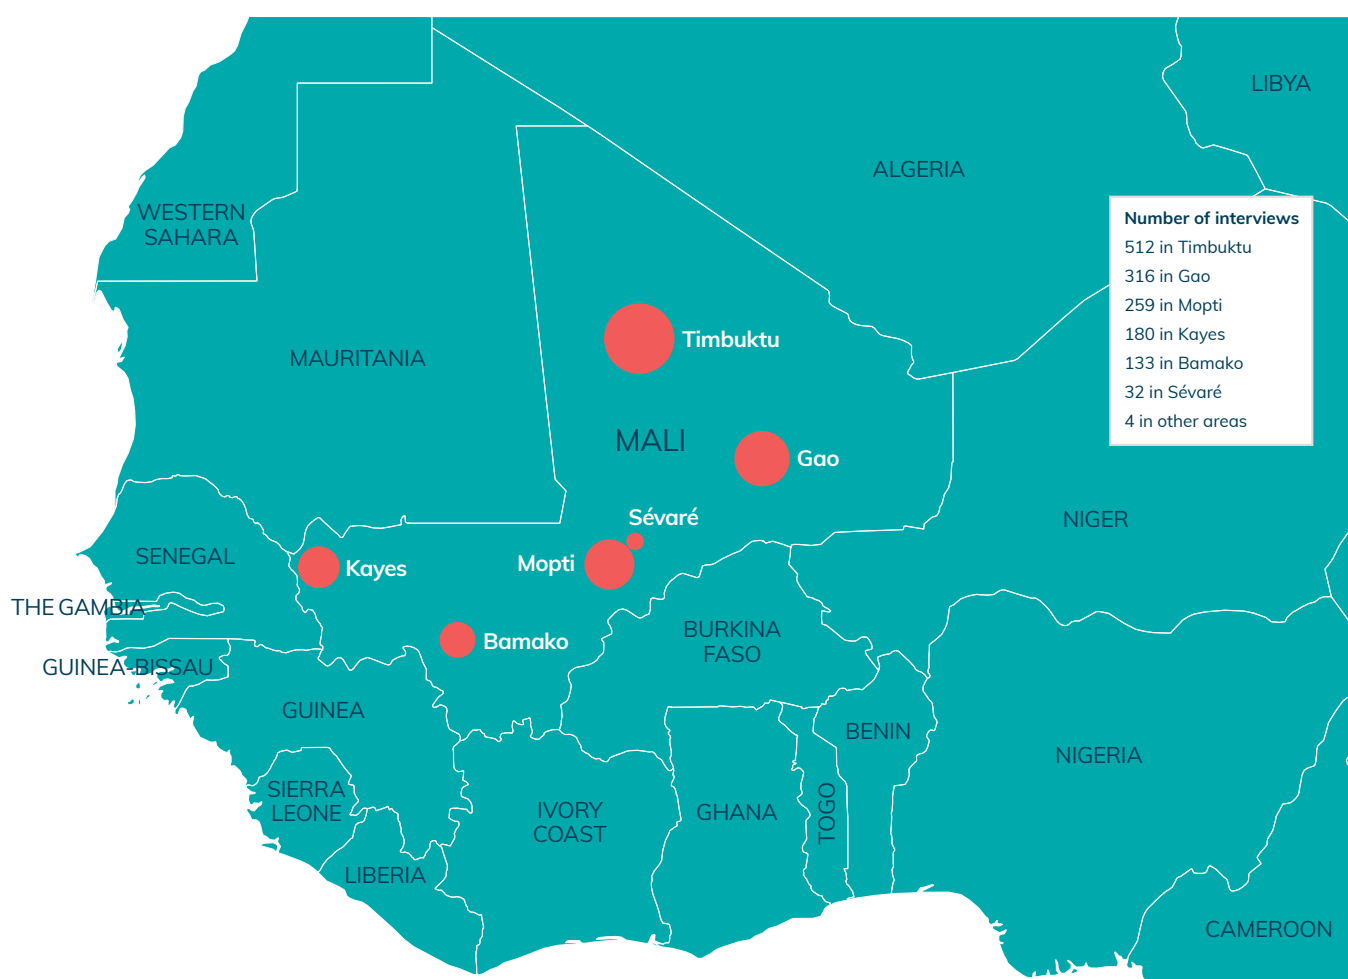 LIBYA
ALGERIA
WESTERN
SAHARA
Number of interviews
512 in Timbuktu
316 in Gao
259 in Mopti
180 in Kayes
133 in Bamako
32 in Sévaré
4 in other areas
Timbuktu
MAURITANIA
MALI
Gao
Sévaré
NIGER
SENEGAL
Mopti
Kayes
THE GAMBIA
BURKINA
FASO
Bamako
GUINEA-BISSAU
GUINEA
BENIN
NIGERIA
SIERRA
LEONE
IVORY
COAST
GHANA
TOGO
LIBERIA
CAMEROON